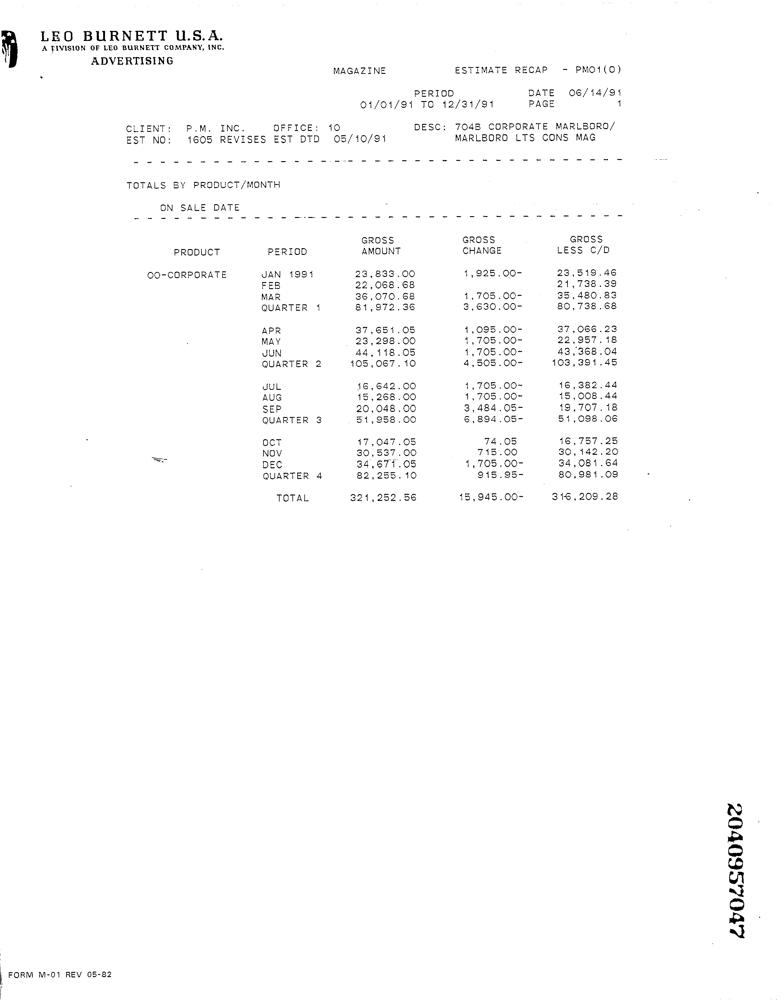 LEO BURNETT U.S.A.
A DIVISION OF LEO BURNETT COMPANY, INC.
ADVERTISING
MAGAZINE ESTIMATE RECAP - PM01(0)
PERIOD DATE 06/14/91
01/01/91 TO 12/31/91 PAGE 1
CLIENT: P.M. INC. OFFICE: 10 DESC: 704B CORPORATE MARLBORO/
EST NO: 1605 REVISES EST DTD 05/10/91 MARLBORO LTS CONS MAG
TOTALS BY PRODUCT/MONTH
ON SALE DATE
GROSS GROSS GROSS
PRODUCT PERIOD AMOUNT CHANGE LESS C/D
00-CORPORATE JAN 1991 23,833.00 1,925.00- 23,519.46
FEB 22,068.68 21,738.39
MAR 36,070.68 1,705.00- 35,480.83
QUARTER 1 81,972.36 3,630.00- 80,738.68
APR 37,651.05 1,095.00- 37,066.23
MAY 23,298.00 1,705.00- 22,957.18
JUN 44,118.05 1,705.00- 43,368.04
QUARTER 2 105,067.10 4,505.00- 103,391.45
JUL 16,642.00 1,705.00- 16,382.44
AUG 15,268.00 1,705.00- 15,008.44
SEP 20,048.00 3,484.05- 19,707.18
QUARTER 3 51,958.00 6,894.05- 51,098.06
OCT 17,047.05 74.05 16,757.25
NOV 30,537.00 715.00 30,142.20
DEC 34,671.05 1,705.00- 34,081.64
QUARTER 4 82,255.10 915.95- 80,981.09
TOTAL 321,252.56 15,945.00- 316,209.28
2040957047
FORM M-01 REV 05-82